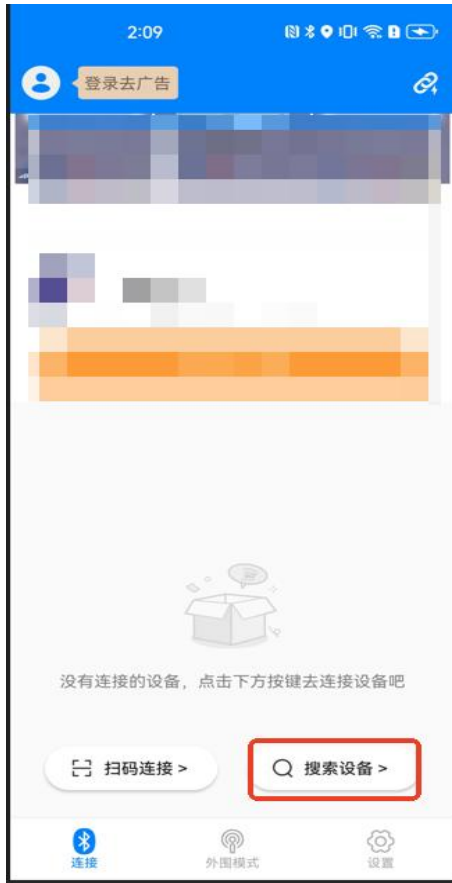 2:09
登录去广告
没有连接的设备，点击下方按键去连接设备吧
扫码连接 >
搜索设备 >
连接
外围模式
设置